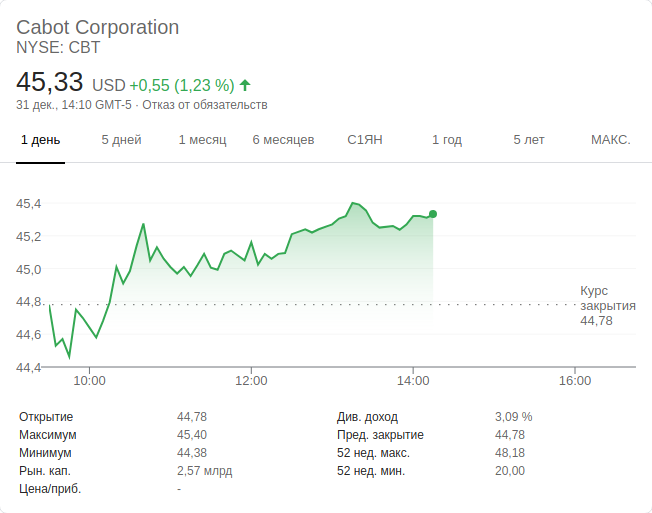 Cabot Corporation
NYSE: CBT
45,33 USD +0,55 (1,23 %)
31 дек., 14:10 GMT-5 · Отказ от обязательств
1 день 5 дней 1 месяц 6 месяцев С1ЯН 1 год 5 лет МАКС.
45,4
45,2
45,0
44,8
44,6
44,4
Курс
закрытия
44,78
10:00 12:00 14:00 16:00
Открытие 44,78 Див. доход 3,09 %
Максимум 45,40 Пред. закрытие 44,78
Минимум 44,38 52 нед. макс. 48,18
Рын. кап. 2,57 млрд 52 нед. мин. 20,00
Цена/приб. -